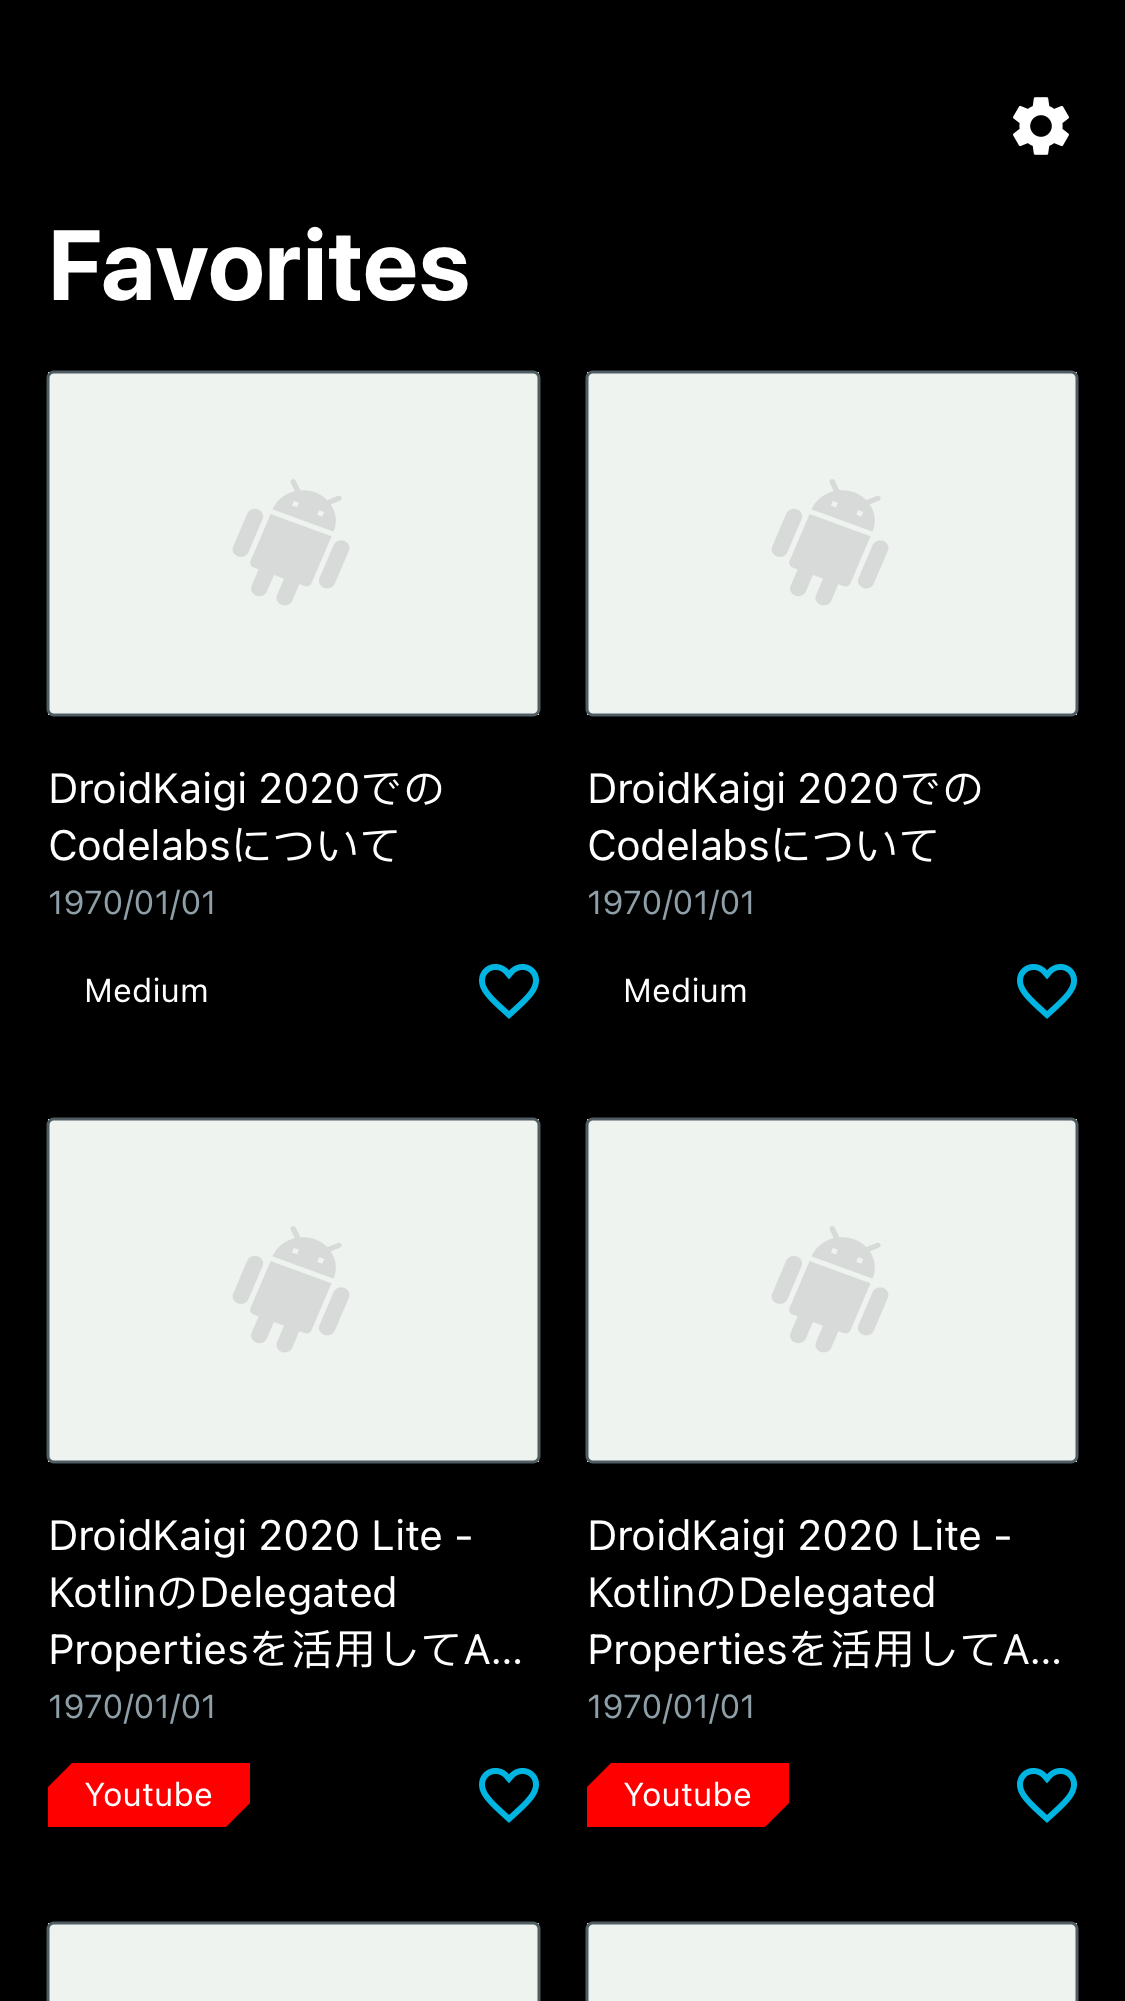 Favorites
DroidKaigi 2020での
Codelabsについて
1970/01/01
Medium
DroidKaigi 2020での
Codelabsについて
1970/01/01
Medium
DroidKaigi 2020 Lite -
KotlinのDelegated
Propertiesを活用してA...
1970/01/01
Youtube
DroidKaigi 2020 Lite -
KotlinのDelegated
Propertiesを活用してA...
1970/01/01
Youtube